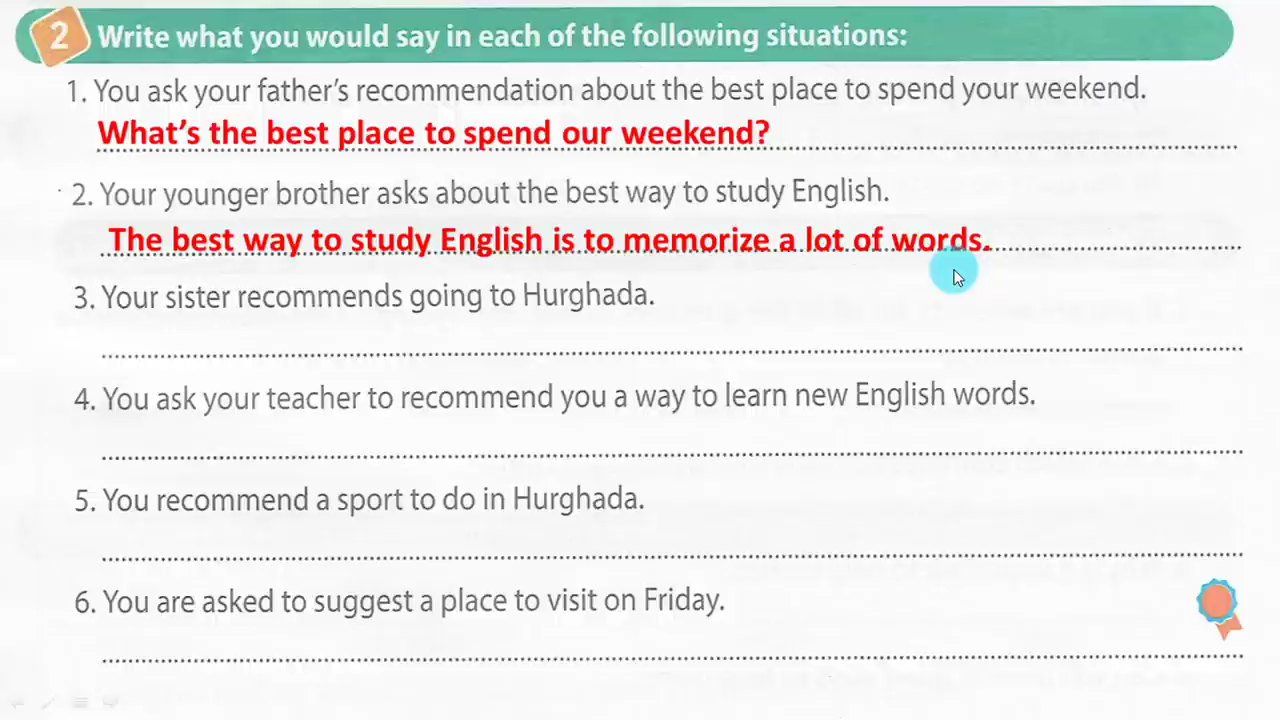 2 Write what you would say in each of the following situations:
1. You ask your father's recommendation about the best place to spend your weekend.
What's the best place to spend our weekend?
2. Your younger brother asks about the best way to study English.
The best way to study English is to memorize a lot of words.
3. Your sister recommends going to Hurghada.
4. You ask your teacher to recommend you a way to learn new English words.
5. You recommend a sport to do in Hurghada.
6. You are asked to suggest a place to visit on Friday.